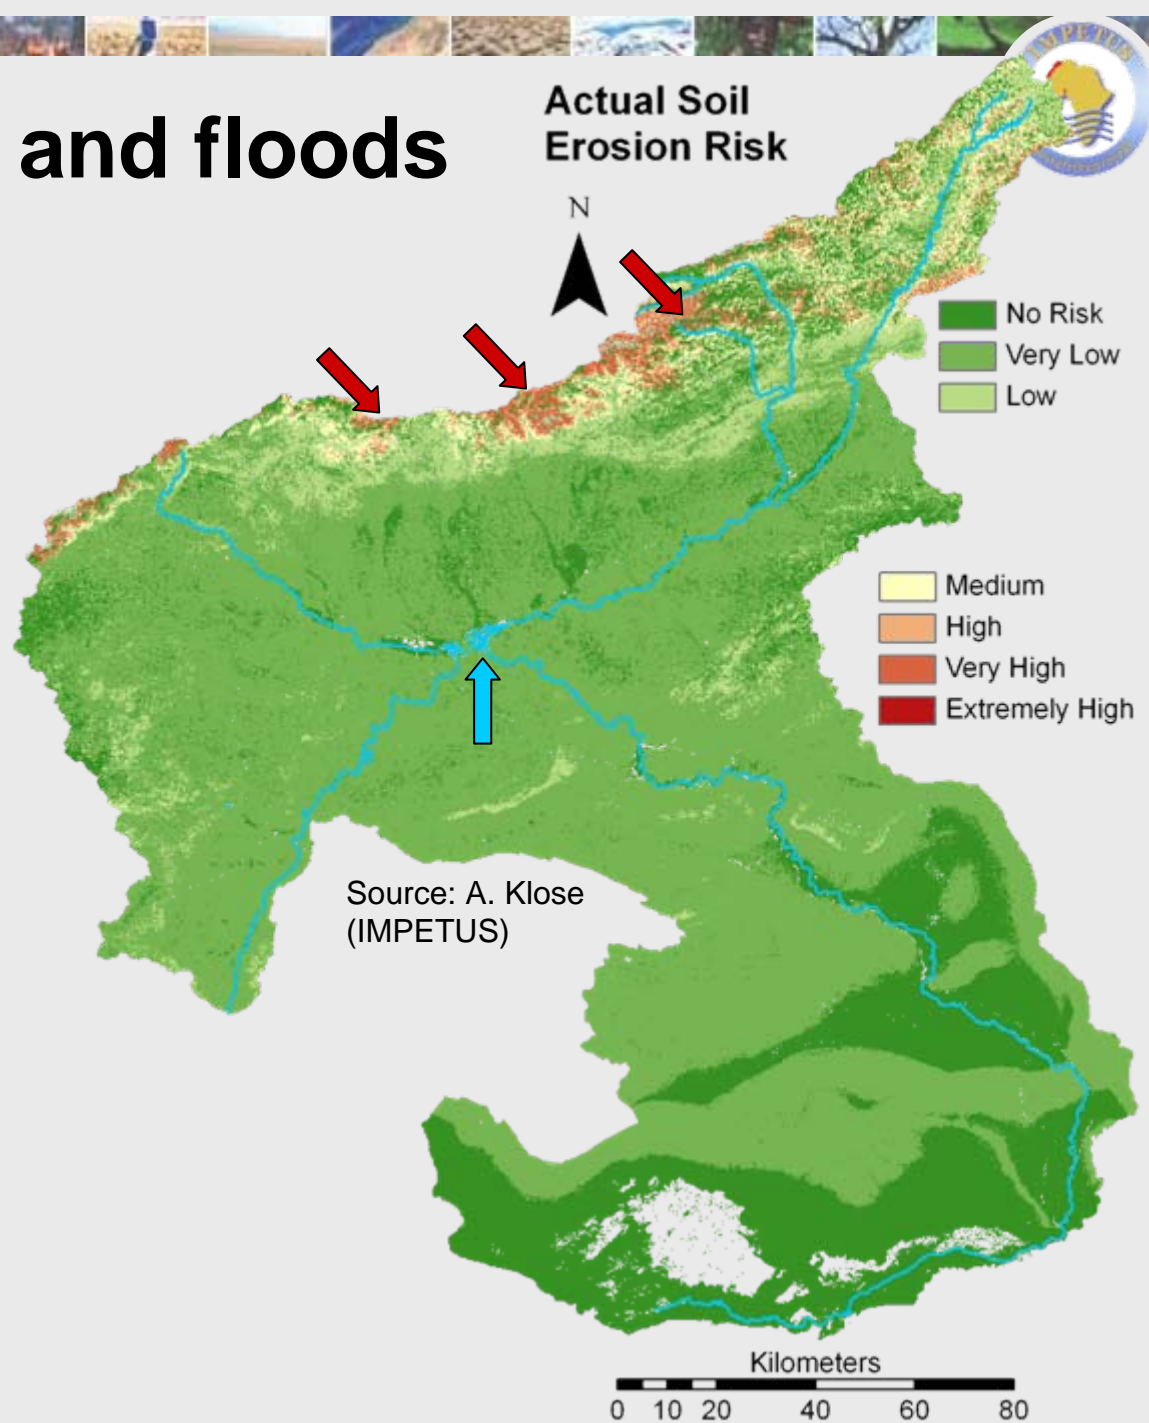 and floods
Actual Soil
Erosion Risk
IMPETUS
N
No Risk
Very Low
Low
Medium
High
Very High
Extremely High
Source: A. Klose
(IMPETUS)
Kilometers
0 10 20 40 60 80